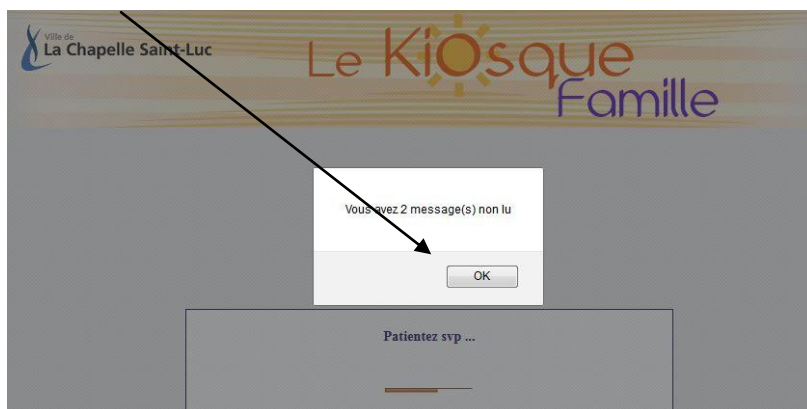 Ville de
La Chapelle Saint-Luc
Le Kiosque
Famille
Vous avez 2 message(s) non lu
OK
Patientez svp ...